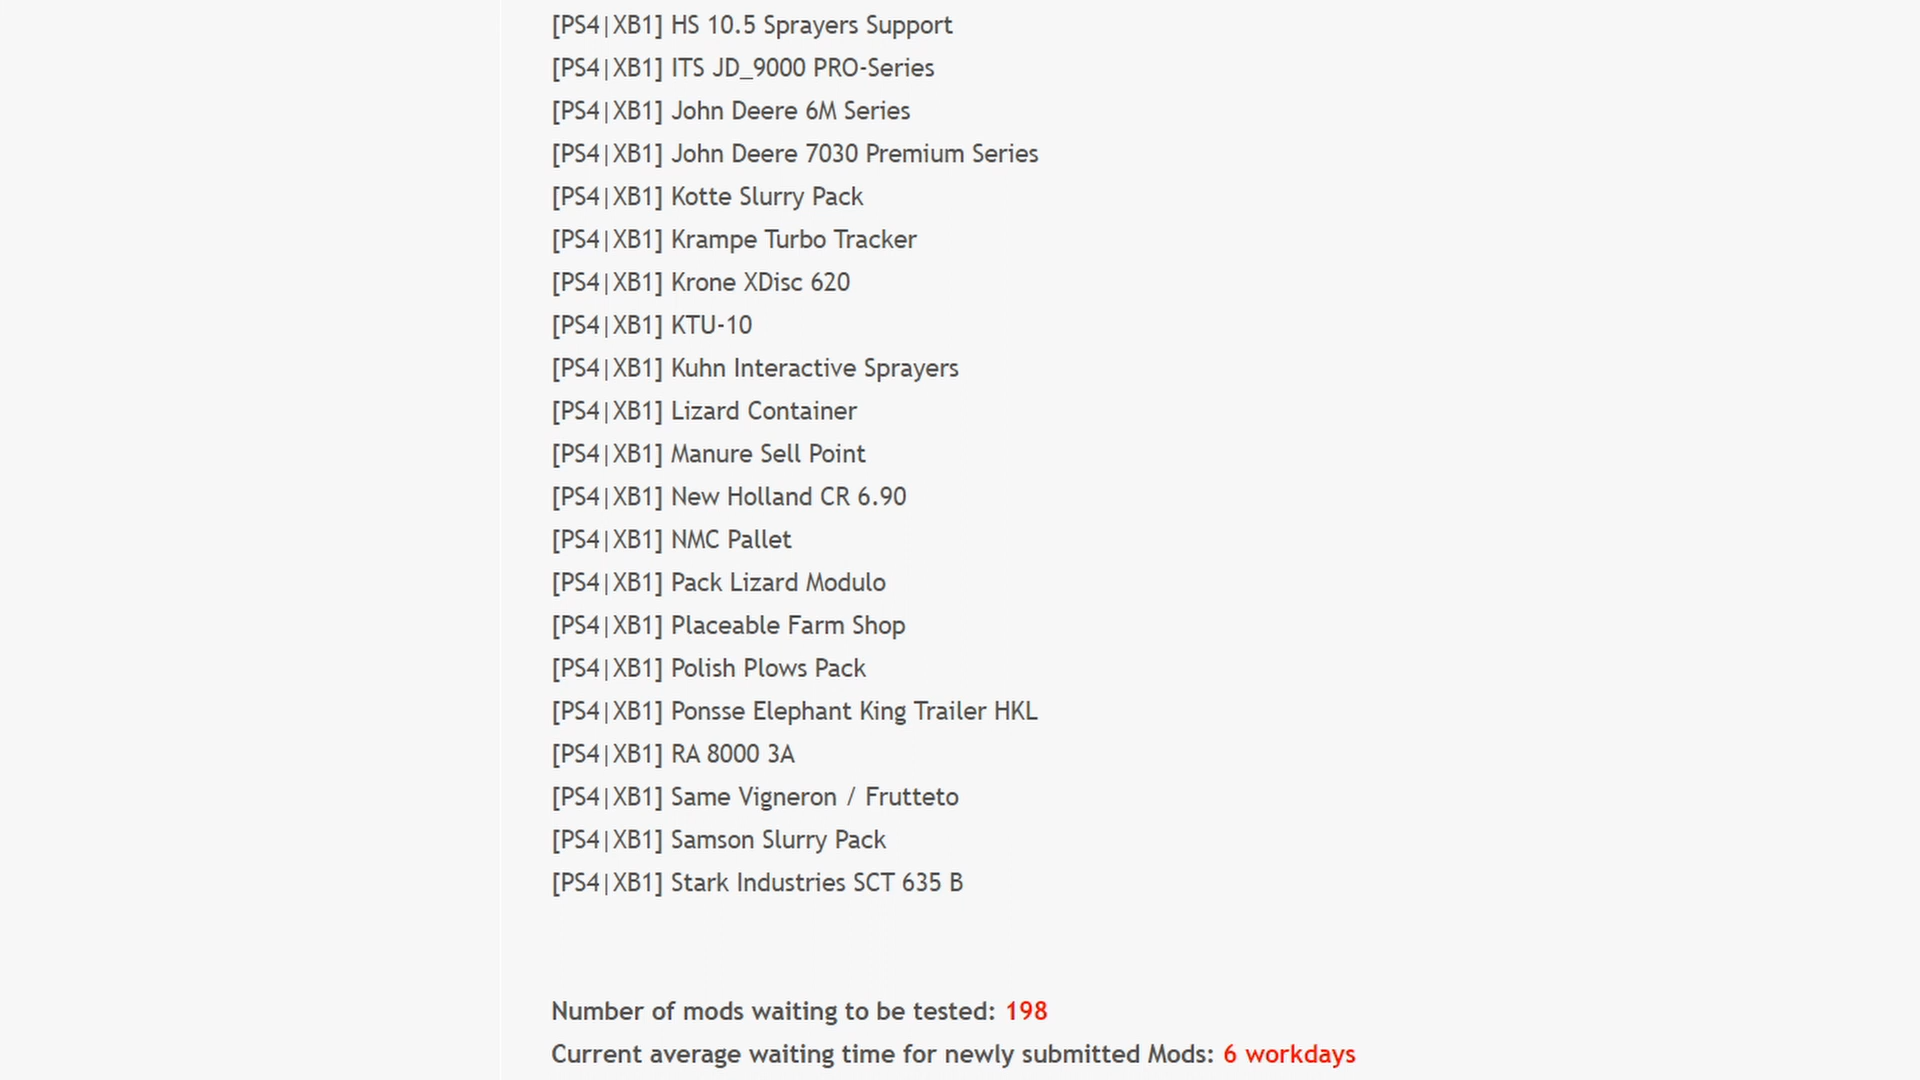 [PS4|XB1] HS 10.5 Sprayers Support
[PS4|XB1] ITS JD_9000 PRO-Series
[PS4|XB1] John Deere 6M Series
[PS4|XB1] John Deere 7030 Premium Series
[PS4|XB1] Kotte Slurry Pack
[PS4|XB1] Krampe Turbo Tracker
[PS4|XB1] Krone XDisc 620
[PS4|XB1] KTU-10
[PS4|XB1] Kuhn Interactive Sprayers
[PS4|XB1] Lizard Container
[PS4|XB1] Manure Sell Point
[PS4|XB1] New Holland CR 6.90
[PS4|XB1] NMC Pallet
[PS4|XB1] Pack Lizard Modulo
[PS4|XB1] Placeable Farm Shop
[PS4|XB1] Polish Plows Pack
[PS4|XB1] Ponsse Elephant King Trailer HKL
[PS4|XB1] RA 8000 3A
[PS4|XB1] Same Vigneron / Frutteto
[PS4|XB1] Samson Slurry Pack
[PS4|XB1] Stark Industries SCT 635 B
Number of mods waiting to be tested: 198
Current average waiting time for newly submitted Mods: 6 workdays